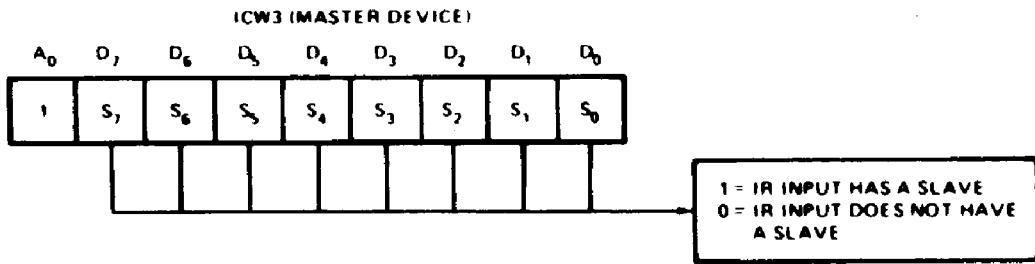 ICW3 (MASTER DEVICE)
A₀ D₇ D₆ D₅ D₄ D₃ D₂ D₁ D₀
1 S₇ S₆ S₅ S₄ S₃ S₂ S₁ S₀
1 = IR INPUT HAS A SLAVE
0 = IR INPUT DOES NOT HAVE
A SLAVE